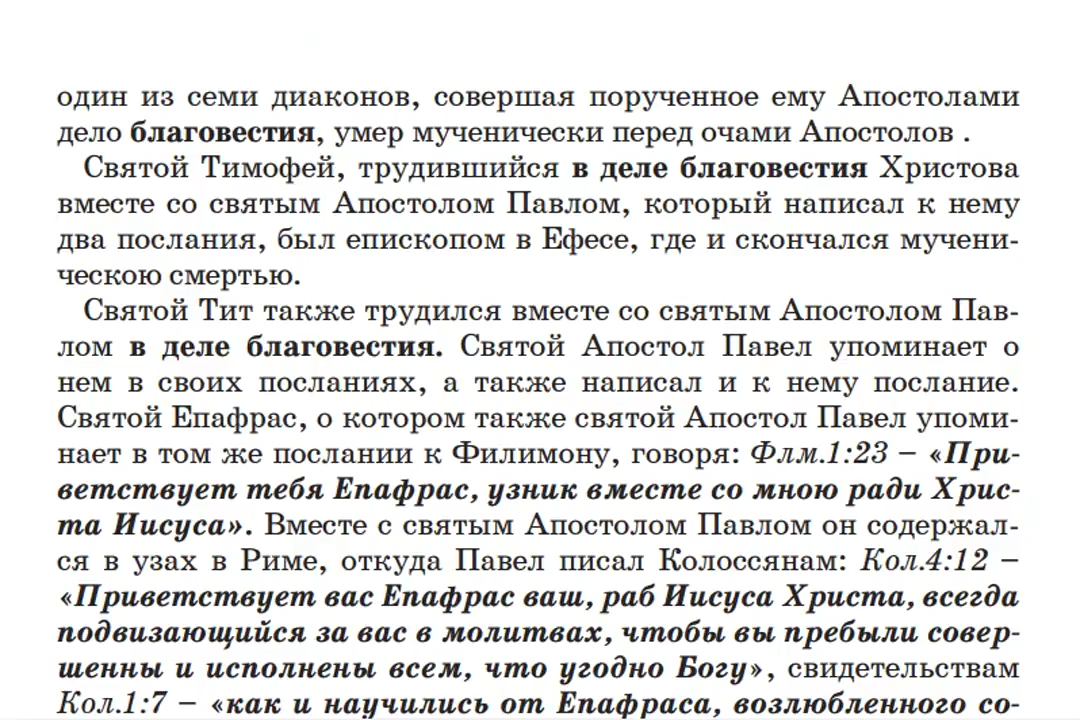 один из семи диаконов, совершая порученное ему Апостолами
дело благовестия, умер мученически перед очами Апостолов .
Святой Тимофей, трудившийся в деле благовестия Христова
вместе со святым Апостолом Павлом, который написал к нему
два послания, был епископом в Ефесе, где и скончался мучени-
ческою смертью.
Святой Тит также трудился вместе со святым Апостолом Пав-
лом в деле благовестия. Святой Апостол Павел упоминает о
нем в своих посланиях, а также написал и к нему послание.
Святой Епафрас, о котором также святой Апостол Павел упоми-
нает в том же послании к Филимону, говоря: Флм.1:23 – «При-
ветствует тебя Епафрас, узник вместе со мною ради Хрис-
та Иисуса». Вместе с святым Апостолом Павлом он содержал-
ся в узах в Риме, откуда Павел писал Колоссянам: Кол.4:12 –
«Приветствует вас Епафрас ваш, раб Иисуса Христа, всегда
подвизающийся за вас в молитвах, чтобы вы пребыли совер-
шенны и исполнены всем, что угодно Богу», свидетельствам
Кол.1:7 – «как и научились от Епафраса, возлюбленного со-